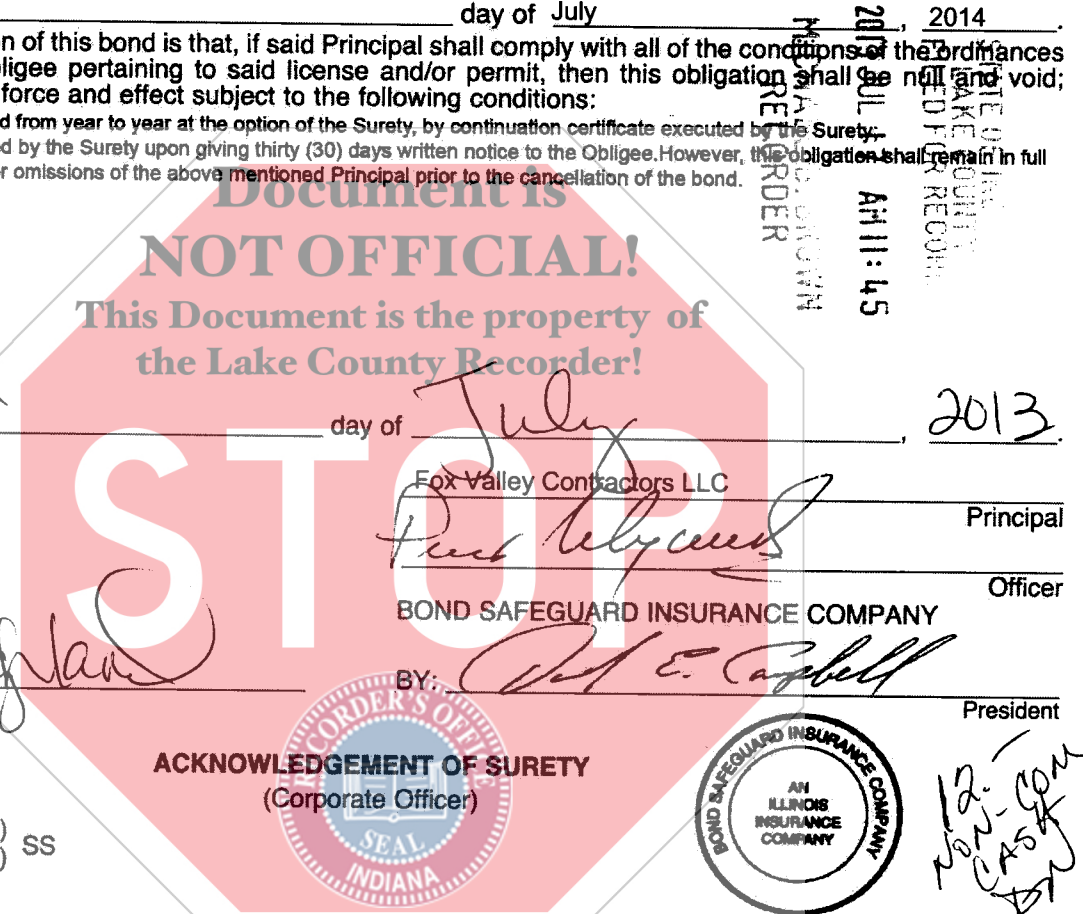 day of July , 2014 .
n of this bond is that, if said Principal shall comply with all of the conditions of the ordinances
ligee pertaining to said license and/or permit, then this obligation shall be null and void;
force and effect subject to the following conditions:
d from year to year at the option of the Surety, by continuation certificate executed by the Surety;
ed by the Surety upon giving thirty (30) days written notice to the Obligee.However, this obligation shall remain in full
r omissions of the above mentioned Principal prior to the cancellation of the bond.
LAKE COUNTY
FILED FOR RECORD
AM 11:45
BROWN
RECORDER
Document is
NOT OFFICIAL!
This Document is the property of
the Lake County Recorder!
STOP
day of July , 2013.
Fox Valley Contractors LLC
Principal
Officer
BOND SAFEGUARD INSURANCE COMPANY
BY: E. Campbell
President
ACKNOWLEDGEMENT OF SURETY
(Corporate Officer)
SS
RECORDER'S OFFICE
SEAL
INDIANA
BOND SAFEGUARD INSURANCE COMPANY
AN
ILLINOIS
INSURANCE
COMPANY
12.-
NON-COM
CASH